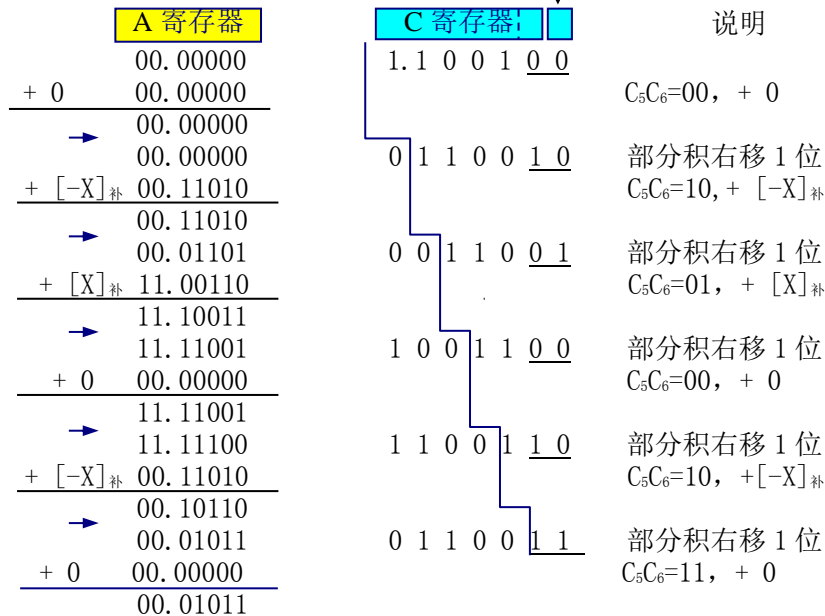 A 寄存器 C 寄存器 说明
00.00000 1.1 0 0 1 0 0
+ 0 00.00000 C₅C₆=00，+ 0
00.00000
00.00000 0 1 1 0 0 1 0 部分积右移 1 位
+ [-X]补 00.11010 C₅C₆=10,+ [-X]补
00.11010
00.01101 0 0 1 1 0 0 1 部分积右移 1 位
+ [X]补 11.00110 C₅C₆=01，+ [X]补
11.10011
11.11001 1 0 0 1 1 0 0 部分积右移 1 位
+ 0 00.00000 C₅C₆=00，+ 0
11.11001
11.11100 1 1 0 0 1 1 0 部分积右移 1 位
+ [-X]补 00.11010 C₅C₆=10，+[-X]补
00.10110
00.01011 0 1 1 0 0 1 1 部分积右移 1 位
+ 0 00.00000 C₅C₆=11，+ 0
00.01011